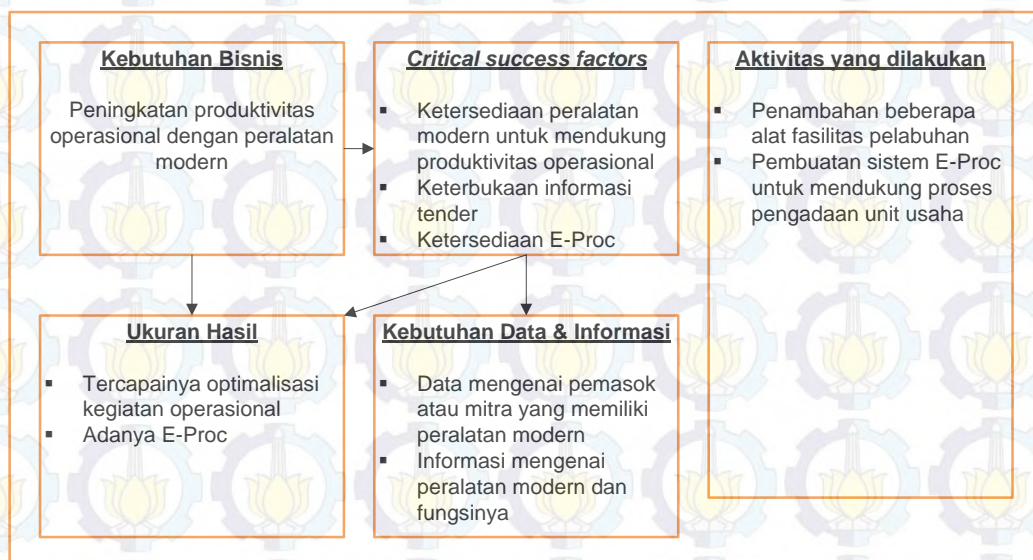 Kebutuhan Bisnis
Peningkatan produktivitas
operasional dengan peralatan
modern
Critical success factors
▪ Ketersediaan peralatan
modern untuk mendukung
produktivitas operasional
▪ Keterbukaan informasi
tender
▪ Ketersediaan E-Proc
Aktivitas yang dilakukan
▪ Penambahan beberapa
alat fasilitas pelabuhan
▪ Pembuatan sistem E-Proc
untuk mendukung proses
pengadaan unit usaha
Ukuran Hasil
▪ Tercapainya optimalisasi
kegiatan operasional
▪ Adanya E-Proc
Kebutuhan Data & Informasi
▪ Data mengenai pemasok
atau mitra yang memiliki
peralatan modern
▪ Informasi mengenai
peralatan modern dan
fungsinya